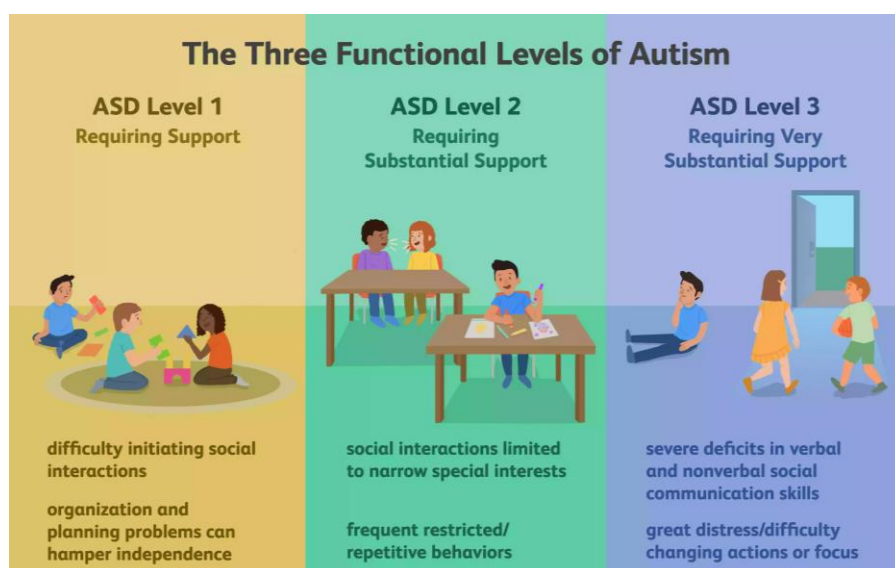 The Three Functional Levels of Autism
ASD Level 1
Requiring Support
difficulty initiating social
interactions
organization and
planning problems can
hamper independence
ASD Level 2
Requiring
Substantial Support
social interactions limited
to narrow special interests
frequent restricted/
repetitive behaviors
ASD Level 3
Requiring Very
Substantial Support
severe deficits in verbal
and nonverbal social
communication skills
great distress/difficulty
changing actions or focus